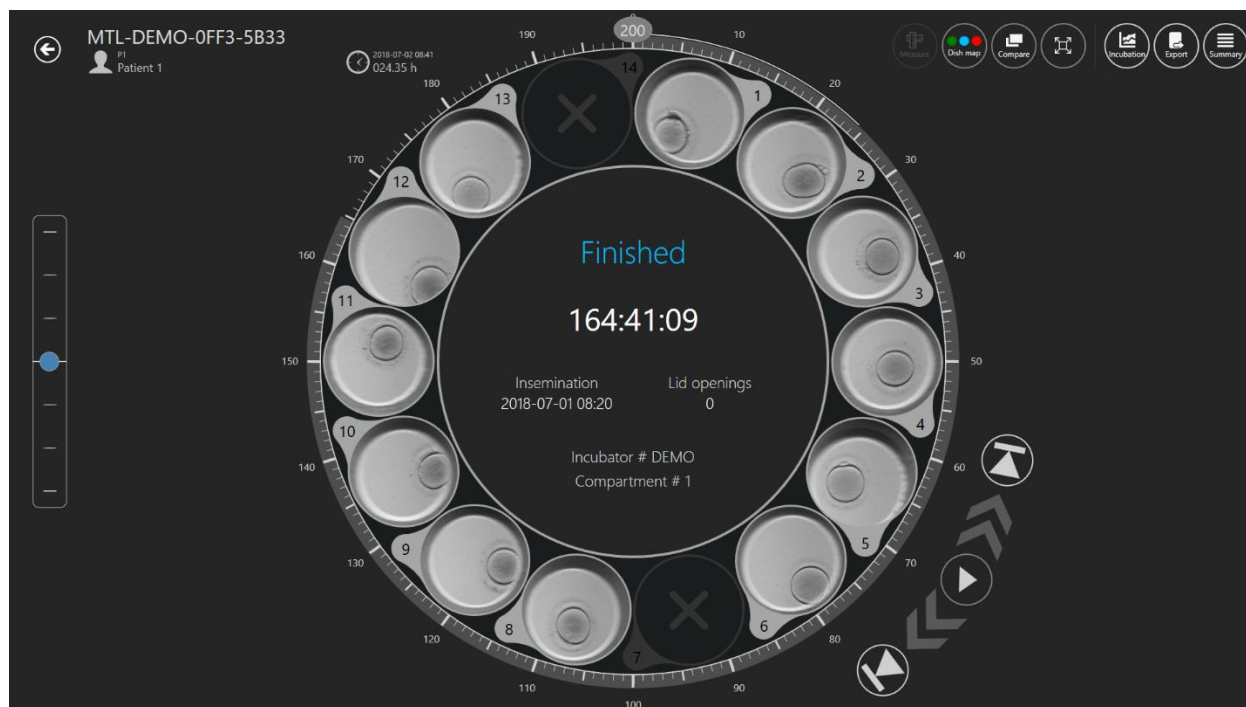 MTL-DEMO-0FF3-5B33
P1
Patient 1
2018-07-02 08:41
024.35 h
Measure
Dish map
Compare
Incubation
Export
Summary
0
200
10
20
30
40
50
60
70
80
90
100
110
120
130
140
150
160
170
180
190
1
2
3
4
5
6
7
8
9
10
11
12
13
14
Finished
164:41:09
Insemination
2018-07-01 08:20
Lid openings
0
Incubator # DEMO
Compartment # 1